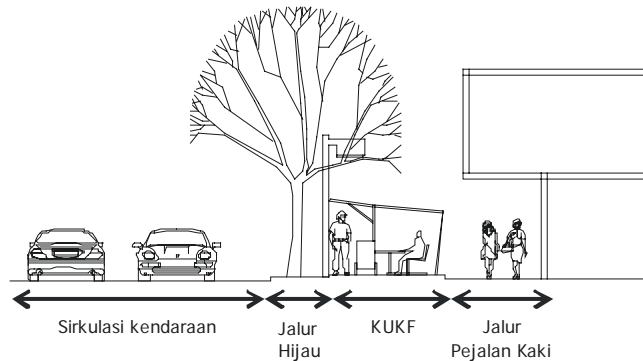 Sirkulasi kendaraan
Jalur
Hijau
KUKF
Jalur
Pejalan Kaki